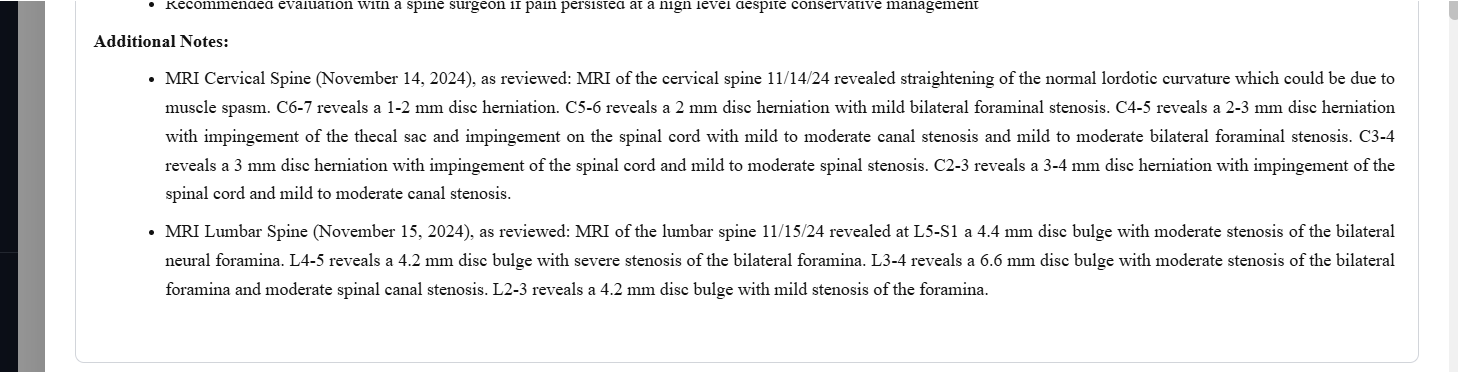 Recommended evaluation with a spine surgeon if pain persisted at a high level despite conservative management
Additional Notes:
• MRI Cervical Spine (November 14, 2024), as reviewed: MRI of the cervical spine 11/14/24 revealed straightening of the normal lordotic curvature which could be due to
muscle spasm. C6-7 reveals a 1-2 mm disc herniation. C5-6 reveals a 2 mm disc herniation with mild bilateral foraminal stenosis. C4-5 reveals a 2-3 mm disc herniation
with impingement of the thecal sac and impingement on the spinal cord with mild to moderate canal stenosis and mild to moderate bilateral foraminal stenosis. C3-4
reveals a 3 mm disc herniation with impingement of the spinal cord and mild to moderate spinal stenosis. C2-3 reveals a 3-4 mm disc herniation with impingement of the
spinal cord and mild to moderate canal stenosis.
• MRI Lumbar Spine (November 15, 2024), as reviewed: MRI of the lumbar spine 11/15/24 revealed at L5-S1 a 4.4 mm disc bulge with moderate stenosis of the bilateral
neural foramina. L4-5 reveals a 4.2 mm disc bulge with severe stenosis of the bilateral foramina. L3-4 reveals a 6.6 mm disc bulge with moderate stenosis of the bilateral
foramina and moderate spinal canal stenosis. L2-3 reveals a 4.2 mm disc bulge with mild stenosis of the foramina.